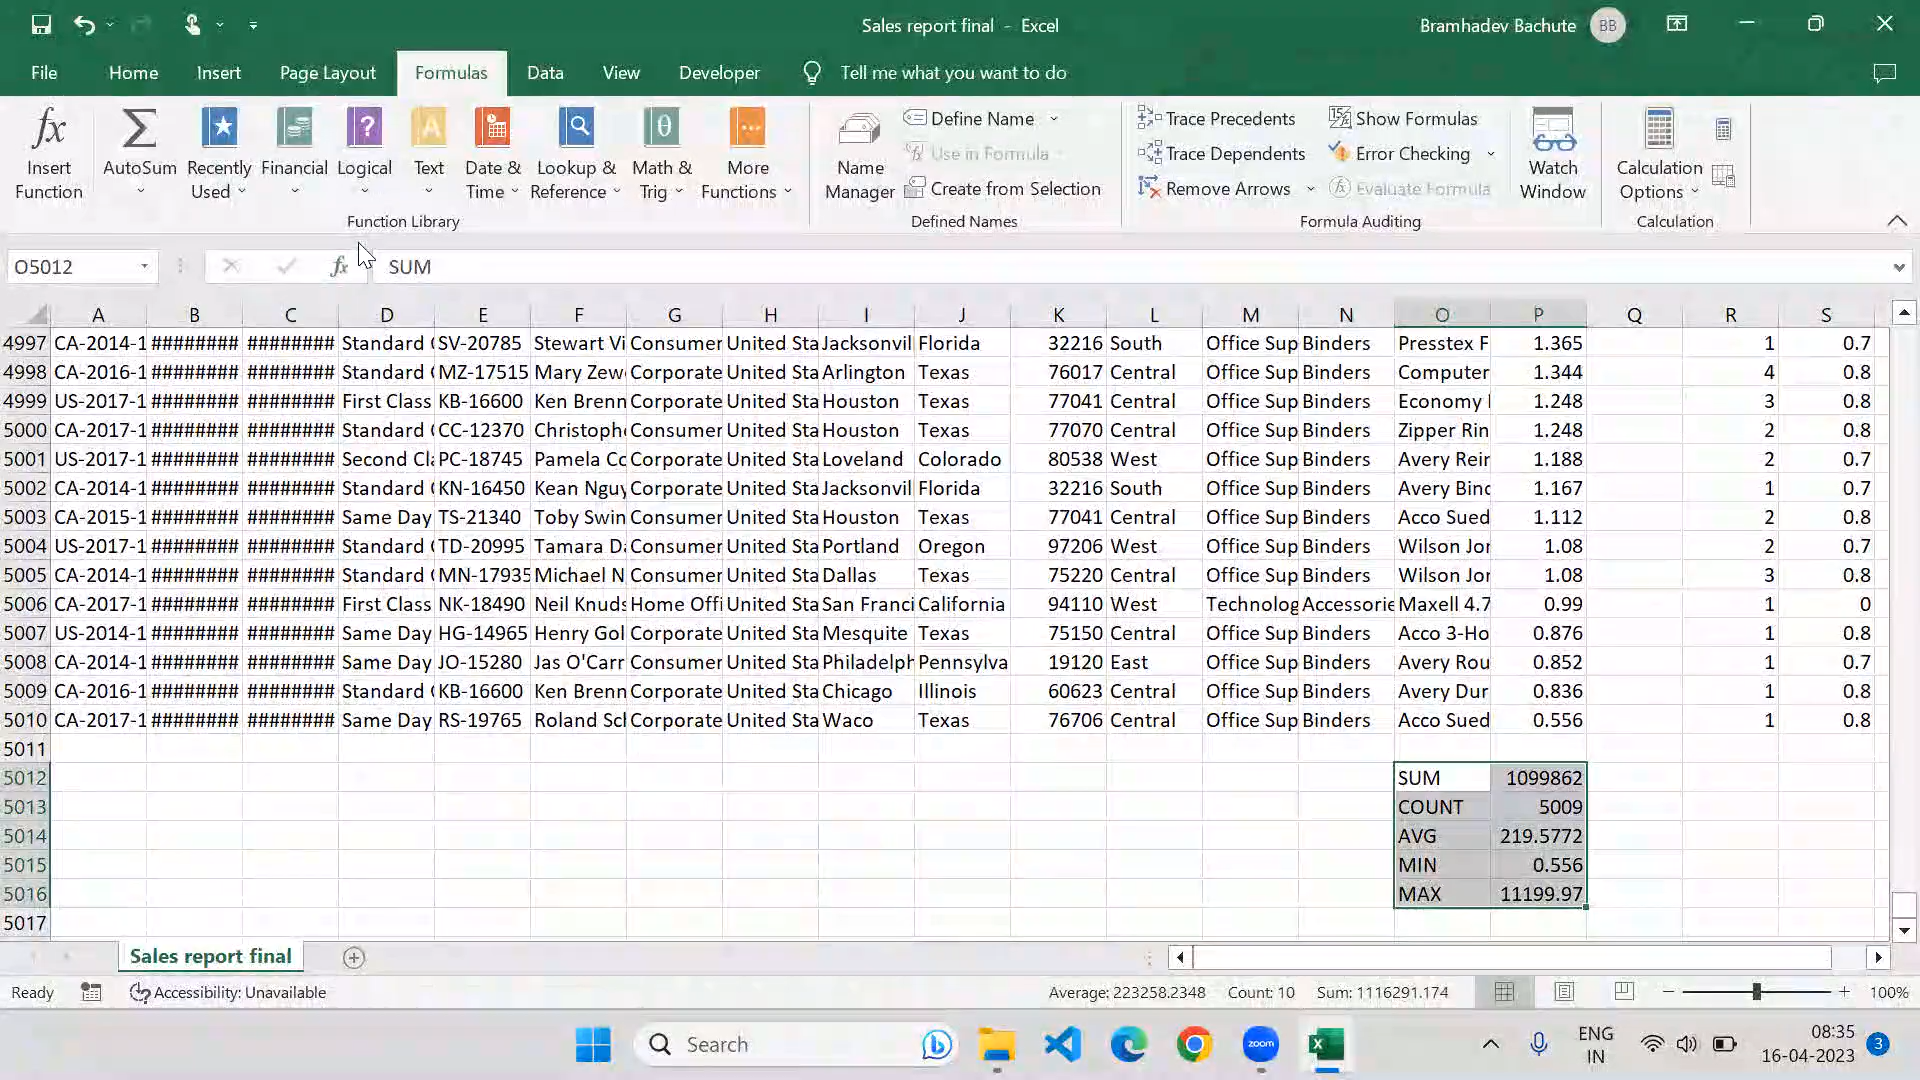 Sales report final - Excel
Bramhadev Bachute BB
File Home Insert Page Layout Formulas Data View Developer Tell me what you want to do
Insert Function
AutoSum
Recently Used
Financial
Logical
Text
Date & Time
Lookup & Reference
Math & Trig
More Functions
Function Library
Name Manager
Define Name
Use in Formula
Create from Selection
Defined Names
Trace Precedents
Trace Dependents
Remove Arrows
Show Formulas
Error Checking
Evaluate Formula
Formula Auditing
Watch Window
Calculation Options
Calculation
O5012 fx SUM
A B C D E F G H I J K L M N O P Q R S
4997 CA-2014-1 ######## ######## Standard SV-20785 Stewart Vi Consumer United Sta Jacksonvil Florida 32216 South Office Sup Binders Presstex F 1.365 1 0.7
4998 CA-2016-1 ######## ######## Standard MZ-17515 Mary Zew Corporate United Sta Arlington Texas 76017 Central Office Sup Binders Computer 1.344 4 0.8
4999 US-2017-1 ######## ######## First Class KB-16600 Ken Brenn Corporate United Sta Houston Texas 77041 Central Office Sup Binders Economy 1.248 3 0.8
5000 CA-2017-1 ######## ######## Standard CC-12370 Christoph Consumer United Sta Houston Texas 77070 Central Office Sup Binders Zipper Rin 1.248 2 0.8
5001 US-2017-1 ######## ######## Second Cla PC-18745 Pamela Co Corporate United Sta Loveland Colorado 80538 West Office Sup Binders Avery Rein 1.188 2 0.7
5002 CA-2014-1 ######## ######## Standard KN-16450 Kean Nguy Corporate United Sta Jacksonvil Florida 32216 South Office Sup Binders Avery Bind 1.167 1 0.7
5003 CA-2015-1 ######## ######## Same Day TS-21340 Toby Swin Consumer United Sta Houston Texas 77041 Central Office Sup Binders Acco Sued 1.112 2 0.8
5004 US-2017-1 ######## ######## Standard TD-20995 Tamara Da Consumer United Sta Portland Oregon 97206 West Office Sup Binders Wilson Jor 1.08 2 0.7
5005 CA-2014-1 ######## ######## Standard MN-17935 Michael N Consumer United Sta Dallas Texas 75220 Central Office Sup Binders Wilson Jor 1.08 3 0.8
5006 CA-2017-1 ######## ######## First Class NK-18490 Neil Knuds Home Offi United Sta San Franci California 94110 West Technolog Accessorie Maxell 4.7 0.99 1 0
5007 US-2014-1 ######## ######## Same Day HG-14965 Henry Gol Corporate United Sta Mesquite Texas 75150 Central Office Sup Binders Acco 3-Ho 0.876 1 0.8
5008 CA-2014-1 ######## ######## Same Day JO-15280 Jas O'Carr Consumer United Sta Philadelph Pennsylva 19120 East Office Sup Binders Avery Rou 0.852 1 0.7
5009 CA-2016-1 ######## ######## Standard KB-16600 Ken Brenn Corporate United Sta Chicago Illinois 60623 Central Office Sup Binders Avery Dur 0.836 1 0.8
5010 CA-2017-1 ######## ######## Same Day RS-19765 Roland Sch Corporate United Sta Waco Texas 76706 Central Office Sup Binders Acco Sued 0.556 1 0.8
5011
5012 SUM 1099862
5013 COUNT 5009
5014 AVG 219.5772
5015 MIN 0.556
5016 MAX 11199.97
5017
Sales report final
Ready Accessibility: Unavailable Average: 223258.2348 Count: 10 Sum: 1116291.174 100%
Search zoom ENG IN 08:35 16-04-2023 3